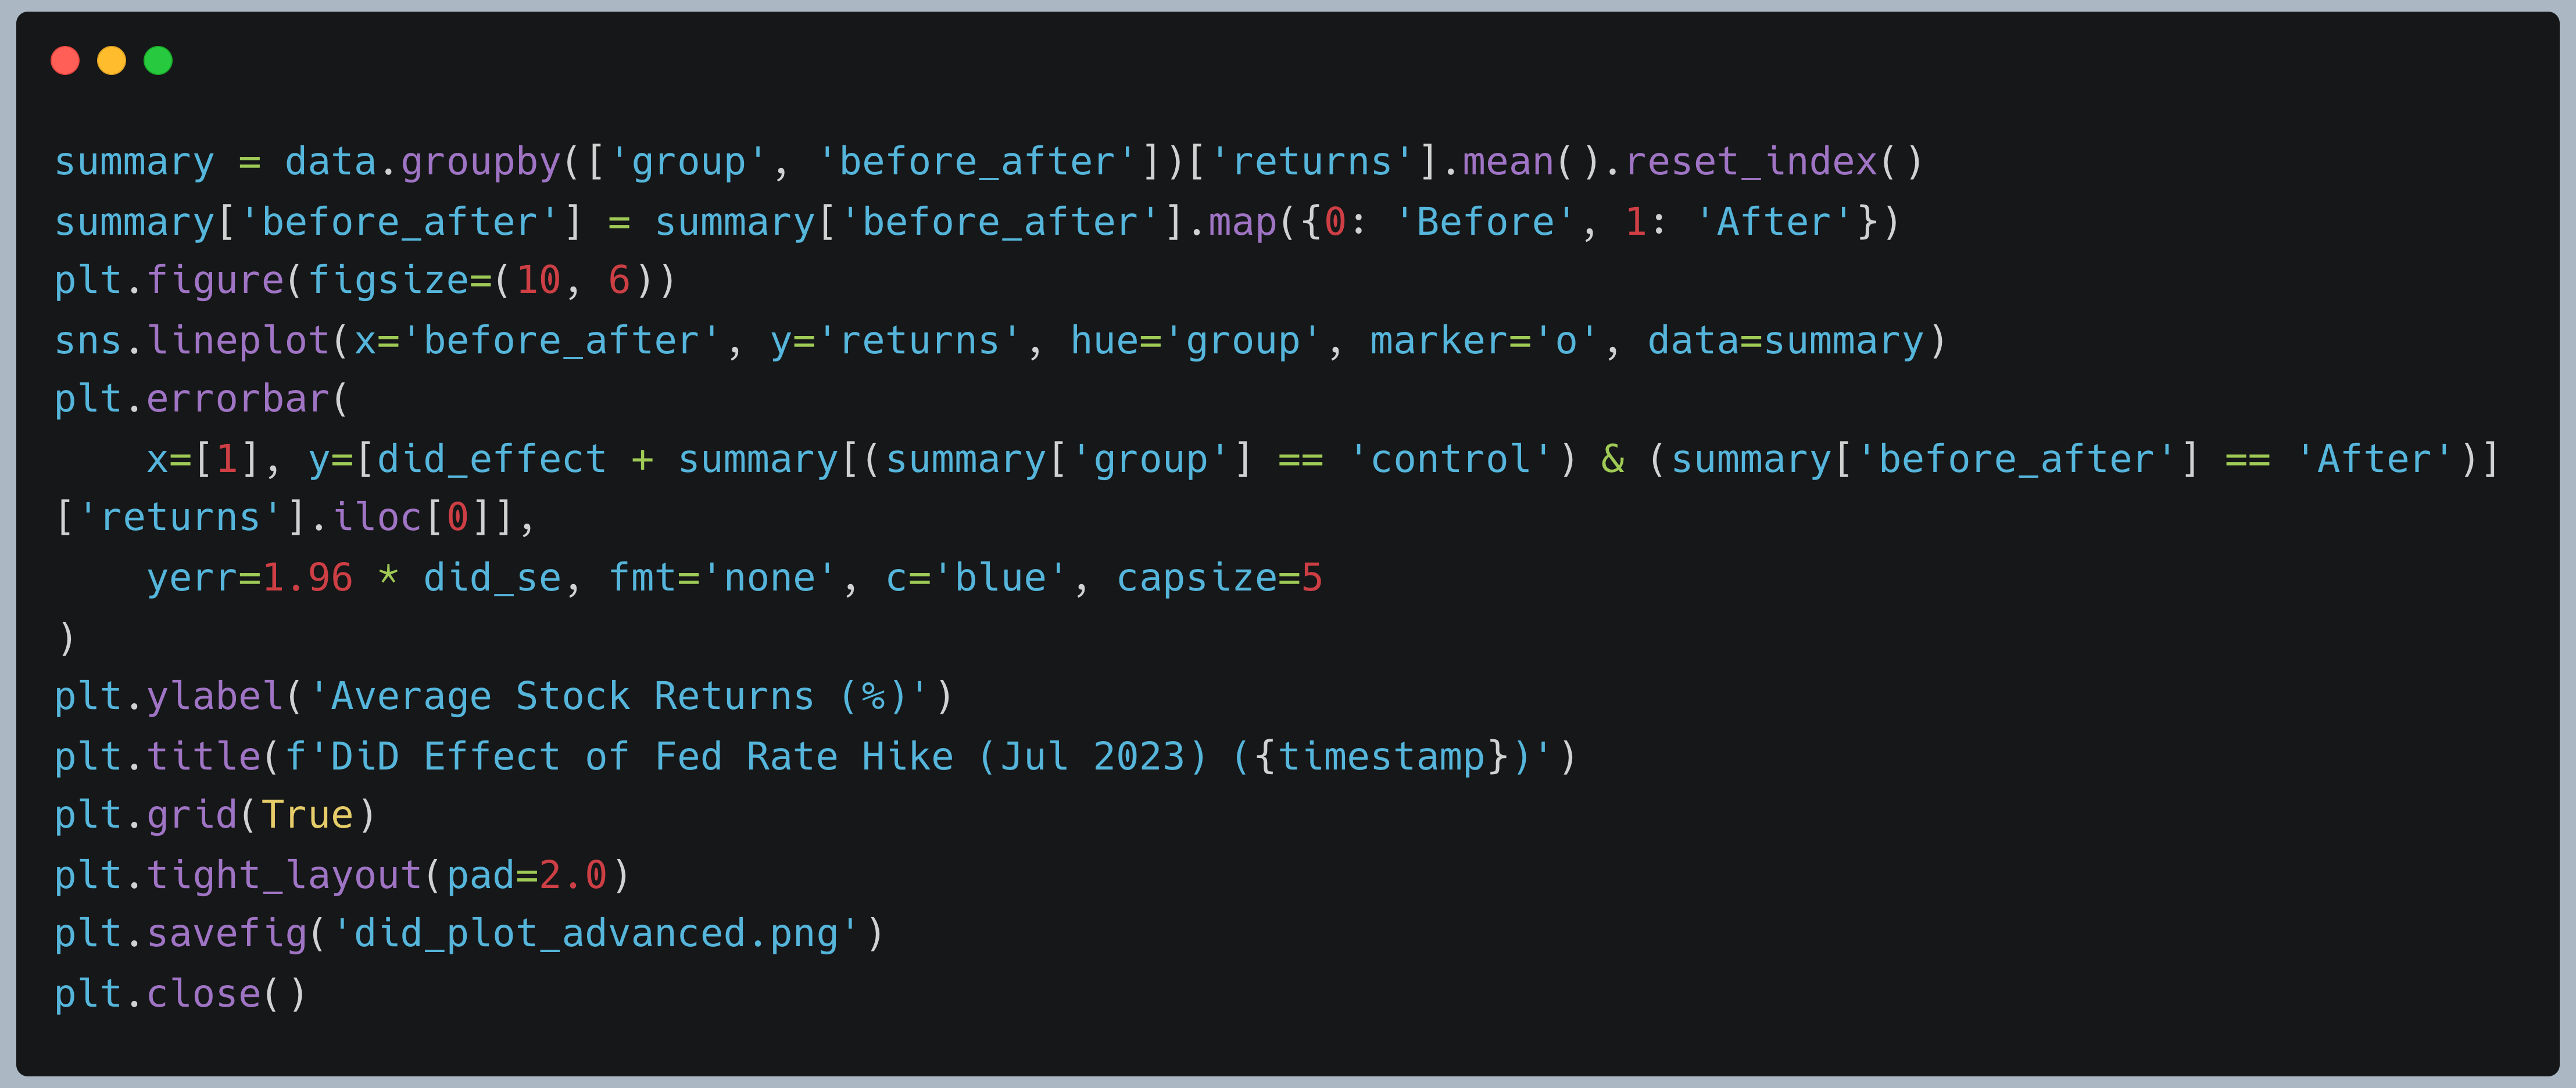 summary = data.groupby(['group', 'before_after'])['returns'].mean().reset_index()
summary['before_after'] = summary['before_after'].map({0: 'Before', 1: 'After'})
plt.figure(figsize=(10, 6))
sns.lineplot(x='before_after', y='returns', hue='group', marker='o', data=summary)
plt.errorbar(
    x=[1], y=[did_effect + summary[(summary['group'] == 'control') & (summary['before_after'] == 'After')]
['returns'].iloc[0]],
    yerr=1.96 * did_se, fmt='none', c='blue', capsize=5
)
plt.ylabel('Average Stock Returns (%)')
plt.title(f'DiD Effect of Fed Rate Hike (Jul 2023) ({timestamp})')
plt.grid(True)
plt.tight_layout(pad=2.0)
plt.savefig('did_plot_advanced.png')
plt.close()